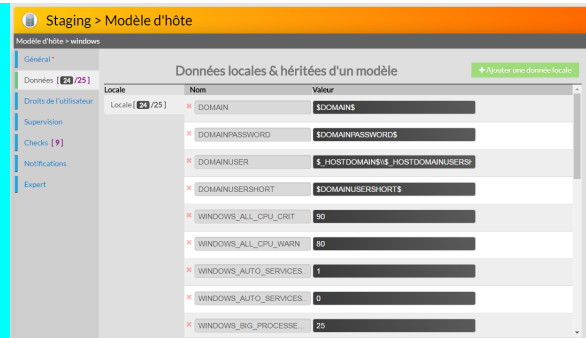 Staging > Modèle d'hôte
Modèle d'hôte > windows
Général *
Données [ 24 /25 ]
Droits de l'utilisateur
Supervision
Checks [ 9 ]
Notifications
Expert
Données locales & héritées d'un modèle
+ Ajouter une donnée locale
Locale Nom Valeur
Locale [ 24 /25 ]
× DOMAIN $DOMAIN$
× DOMAINPASSWORD $DOMAINPASSWORD$
× DOMAINUSER $_HOSTDOMAIN$\\$_HOSTDOMAINUSERSH
× DOMAINUSERSHORT $DOMAINUSERSHORT$
× WINDOWS_ALL_CPU_CRIT 90
× WINDOWS_ALL_CPU_WARN 80
× WINDOWS_AUTO_SERVICES... 1
× WINDOWS_AUTO_SERVICES... 0
× WINDOWS_BIG_PROCESSE... 25